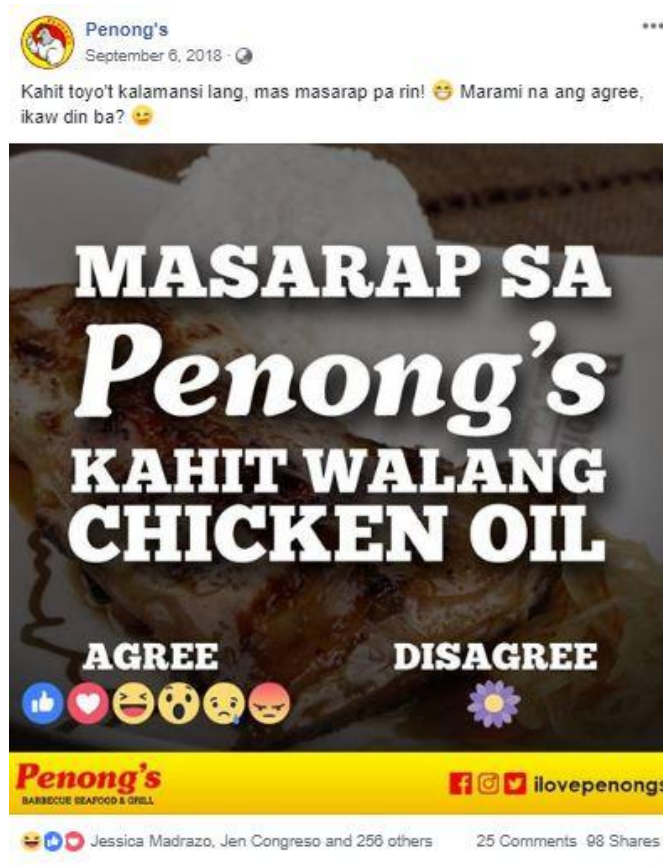 Penong's
September 6, 2018
Kahit toyo't kalamansi lang, mas masarap pa rin! 😁 Marami na ang agree,
ikaw din ba? 😉
MASARAP SA
Penong's
KAHIT WALANG
CHICKEN OIL
AGREE DISAGREE
Penong's
BARBECUE SEAFOOD & GRILL
ilovepenongs
Jessica Madrazo, Jen Congreso and 256 others 25 Comments 98 Shares